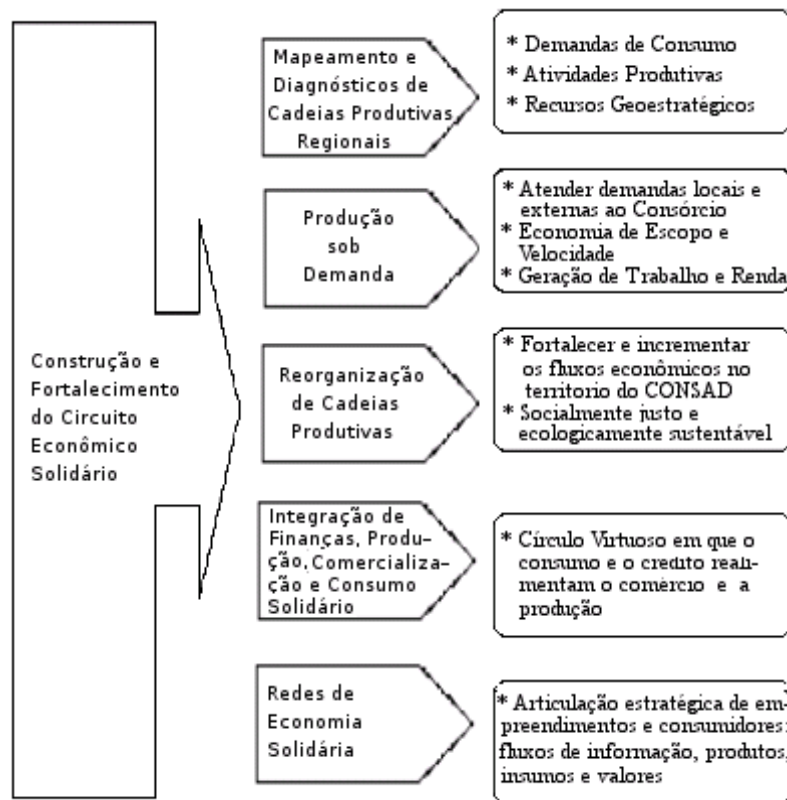 Construção e
Fortalecimento
do Circuito
Econômico
Solidário
Mapeamento e
Diagnósticos de
Cadeias Produtivas
Regionais
* Demandas de Consumo
* Atividades Produtivas
* Recursos Geoestratégicos
Produção
sob
Demanda
* Atender demandas locais e
externas ao Consórcio
* Economia de Escopo e
Velocidade
* Geração de Trabalho e Renda
Reorganização
de Cadeias
Produtivas
* Fortalecer e incrementar
os fluxos econômicos no
territorio do CONSAD
* Socialmente justo e
ecologicamente sustentável
Integração de
Finanças, Produ-
ção, Comercializa-
ção e Consumo
Solidário
* Círculo Virtuoso em que o
consumo e o credito reali-
mentam o comércio e a
produção
Redes de
Economia
Solidária
* Articulação estratégica de em-
preendimentos e consumidores:
fluxos de informação, produtos,
insumos e valores